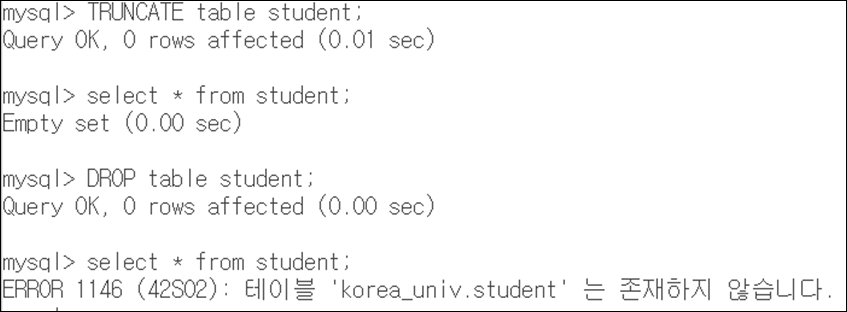 mysql> TRUNCATE table student;
Query OK, 0 rows affected (0.01 sec)
mysql> select * from student;
Empty set (0.00 sec)
mysql> DROP table student;
Query OK, 0 rows affected (0.00 sec)
mysql> select * from student;
ERROR 1146 (42S02): 테이블 'korea_univ.student' 는 존재하지 않습니다.